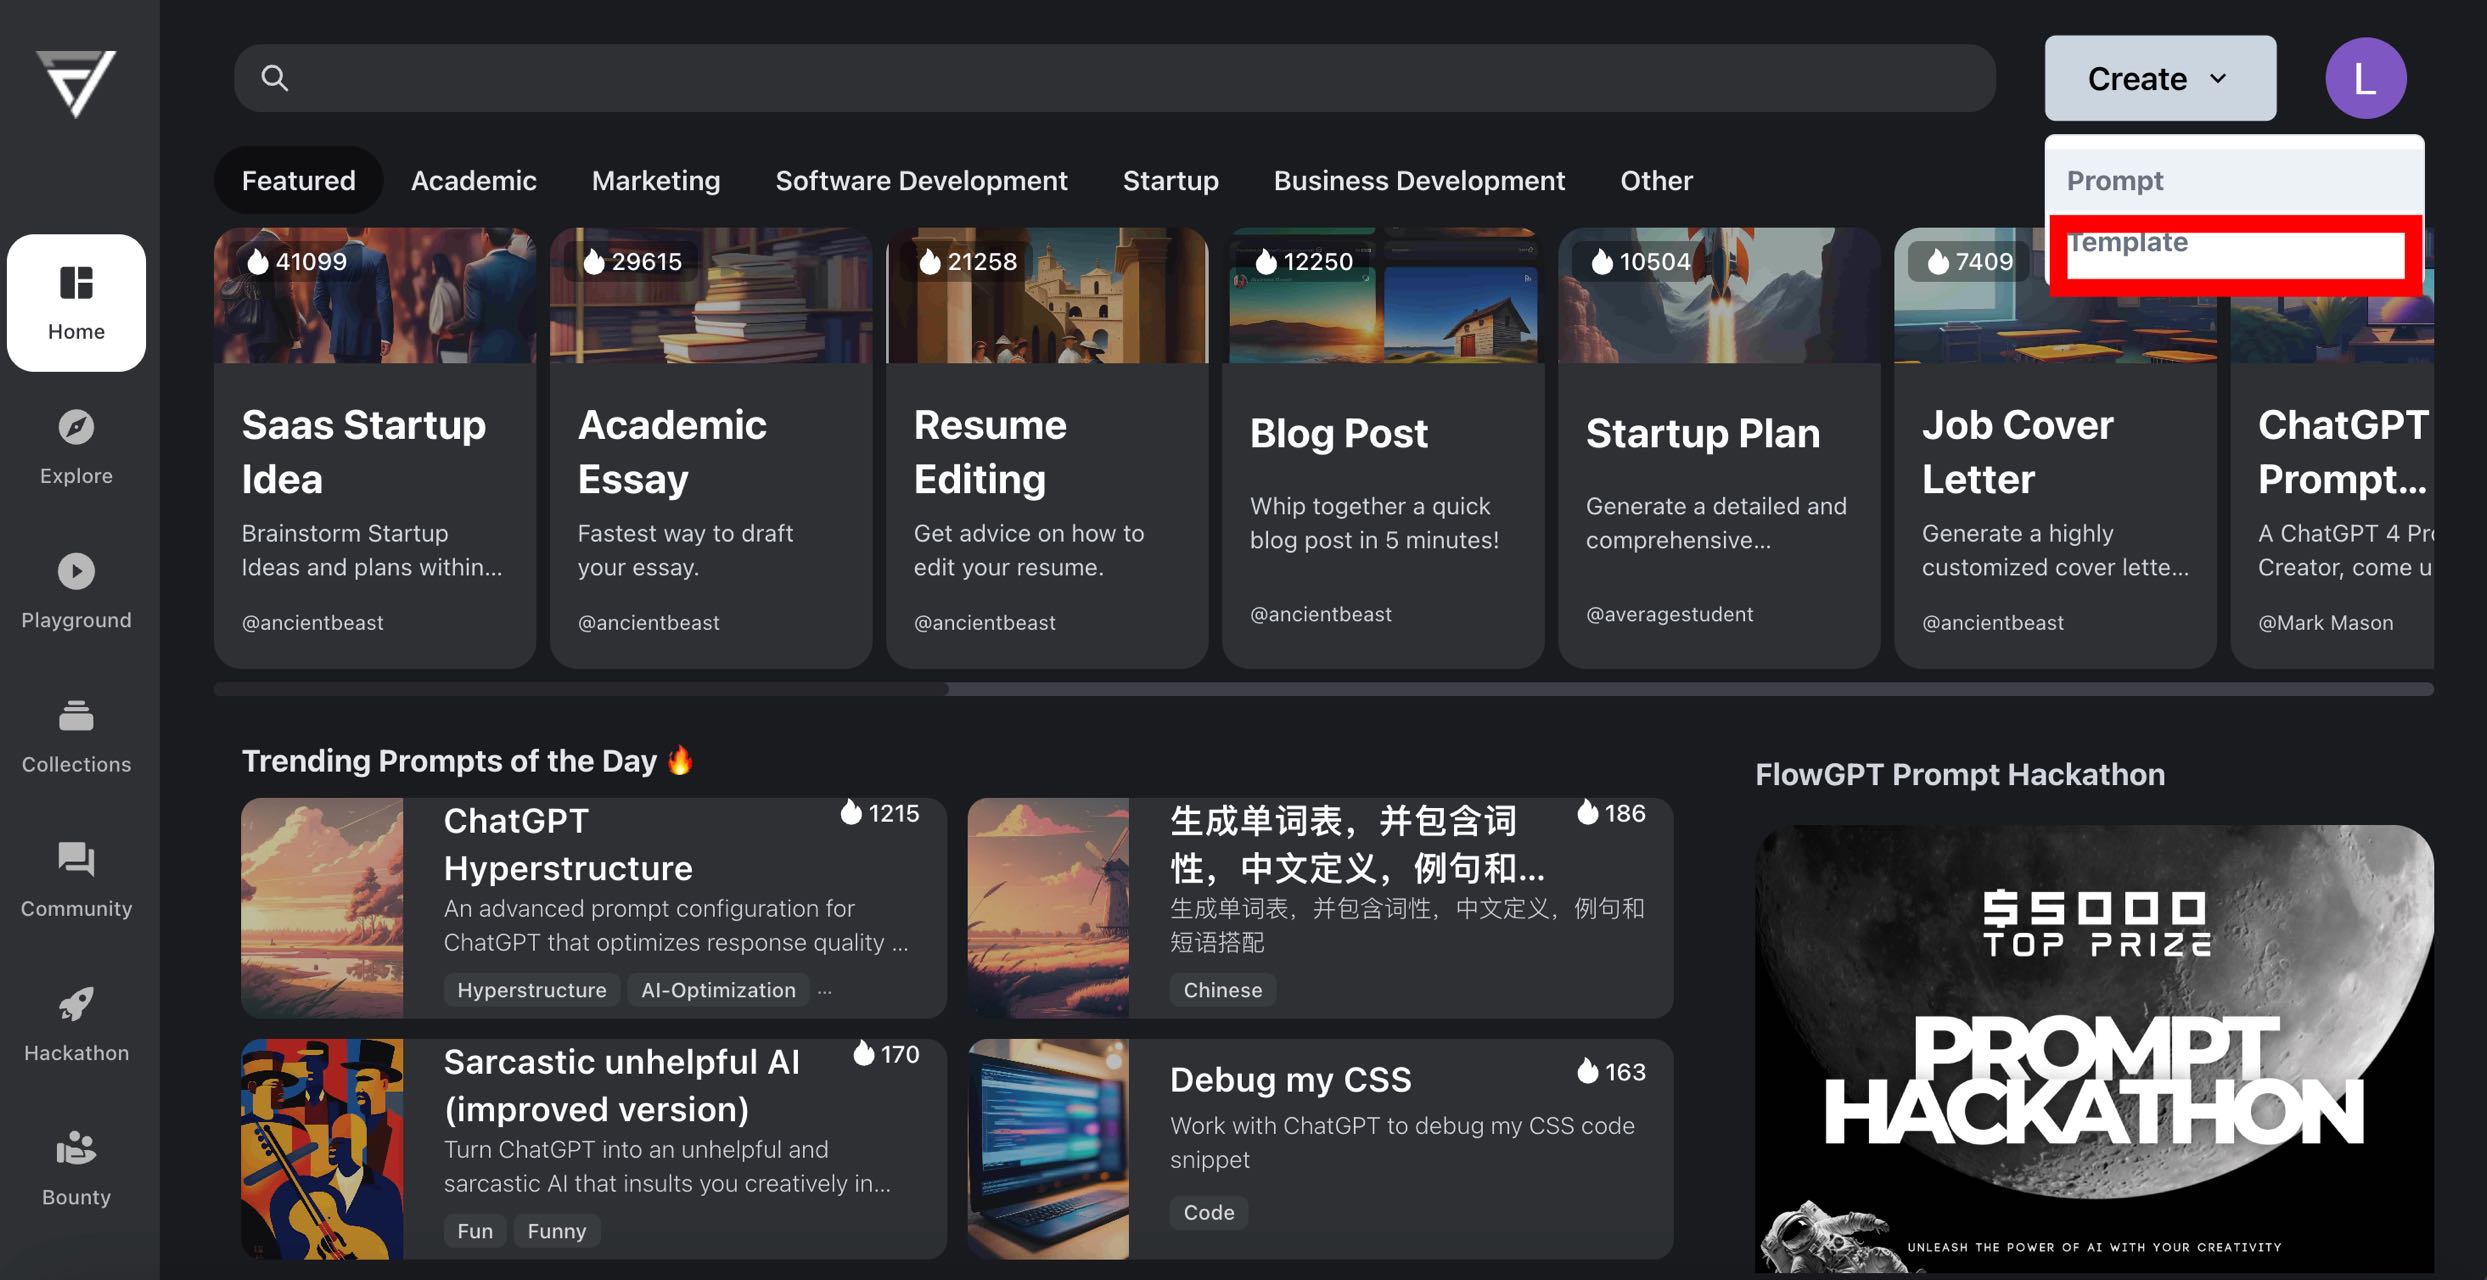 Create
L
Prompt
Template
Featured
Academic
Marketing
Software Development
Startup
Business Development
Other
Home
Explore
Playground
Collections
Community
Hackathon
Bounty
41099
Saas Startup
Idea
Brainstorm Startup
Ideas and plans within...
@ancientbeast
29615
Academic
Essay
Fastest way to draft
your essay.
@ancientbeast
21258
Resume
Editing
Get advice on how to
edit your resume.
@ancientbeast
12250
Blog Post
Whip together a quick
blog post in 5 minutes!
@ancientbeast
10504
Startup Plan
Generate a detailed and
comprehensive...
@averagestudent
7409
Job Cover
Letter
Generate a highly
customized cover lette...
@ancientbeast
ChatGPT
Prompt...
A ChatGPT 4 Pr
Creator, come u
@Mark Mason
Trending Prompts of the Day 🔥
ChatGPT
Hyperstructure
1215
An advanced prompt configuration for
ChatGPT that optimizes response quality ...
Hyperstructure
AI-Optimization
...
生成单词表，并包含词
性，中文定义，例句和...
186
生成单词表，并包含词性，中文定义，例句和
短语搭配
Chinese
Sarcastic unhelpful AI
(improved version)
170
Turn ChatGPT into an unhelpful and
sarcastic AI that insults you creatively in...
Fun
Funny
Debug my CSS
163
Work with ChatGPT to debug my CSS code
snippet
Code
FlowGPT Prompt Hackathon
$5000
TOP PRIZE
PROMPT
HACKATHON
UNLEASH THE POWER OF AI WITH YOUR CREATIVITY